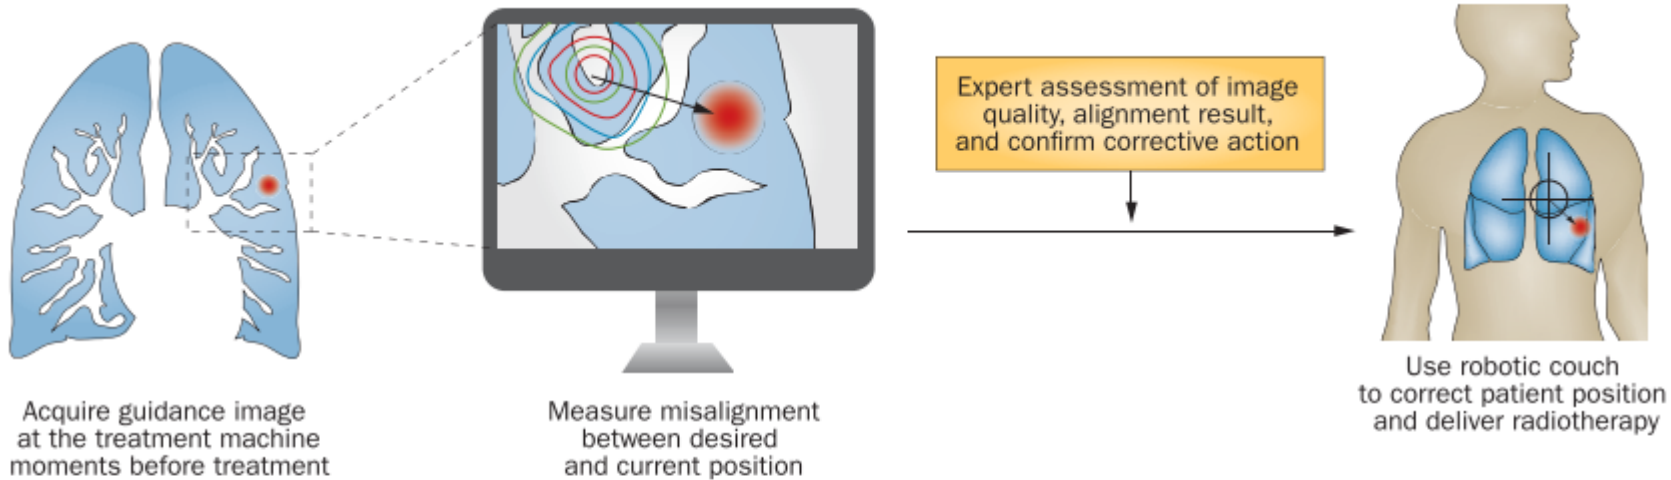 Expert assessment of image
quality, alignment result,
and confirm corrective action
Acquire guidance image
at the treatment machine
moments before treatment
Measure misalignment
between desired
and current position
Use robotic couch
to correct patient position
and deliver radiotherapy